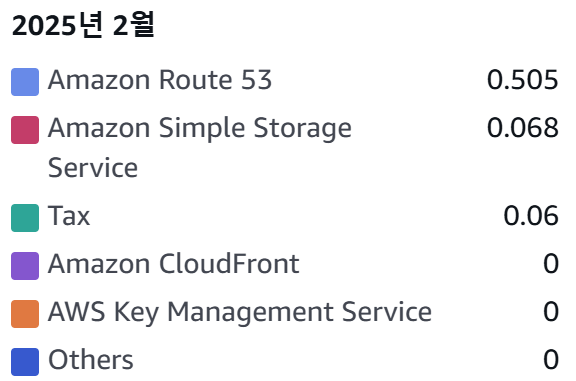 2025년 2월
Amazon Route 53 0.505
Amazon Simple Storage 0.068
Service
Tax 0.06
Amazon CloudFront 0
AWS Key Management Service 0
Others 0